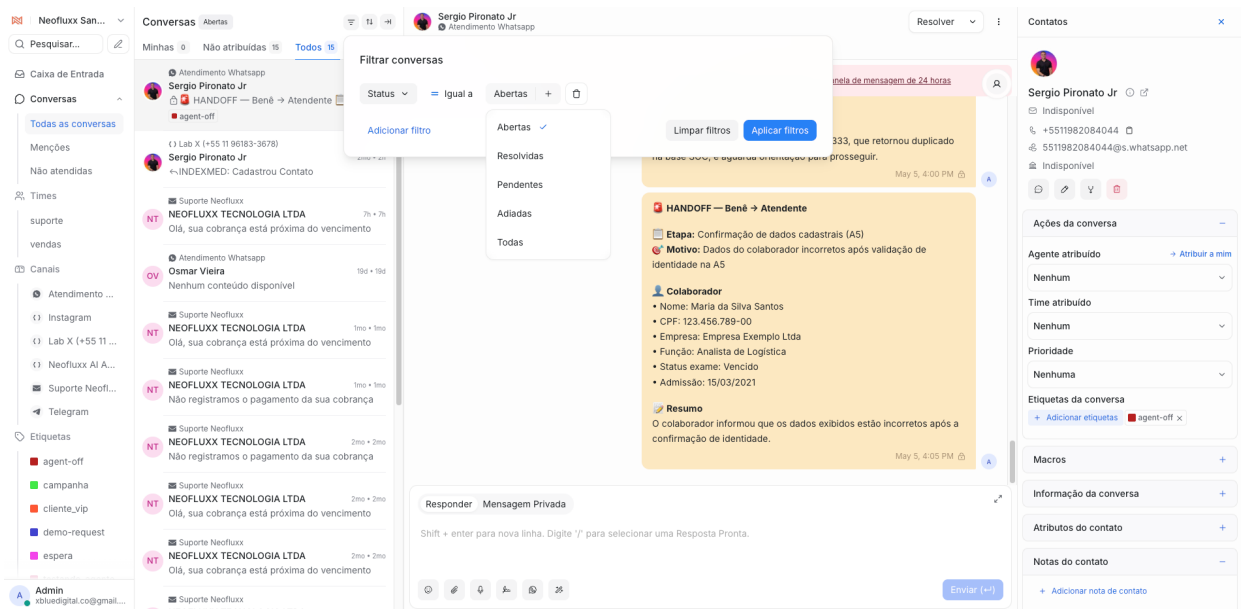 Neofluxx San...
Pesquisar...
Caixa de Entrada
Conversas
Todas as conversas
Menções
Não atendidas
Times
suporte
vendas
Canais
Atendimento ...
Instagram
Lab X (+55 11 ...
Neofluxx AI A...
Suporte Neofl...
Telegram
Etiquetas
agent-off
campanha
cliente_vip
demo-request
espera
A
Admin
xbluedigital.co@gmail....
Conversas Abertas
Minhas 0 Não atribuídas 15 Todos 15
Atendimento Whatsapp
Sergio Pironato Jr
HANDOFF — Benê → Atendente
agent-off
Lab X (+55 11 96183-3678)
Sergio Pironato Jr
INDEXMED: Cadastrou Contato
Suporte Neofluxx
NT
NEOFLUXX TECNOLOGIA LTDA 7h • 7h
Olá, sua cobrança está próxima do vencimento
Atendimento Whatsapp
OV
Osmar Vieira 19d • 19d
Nenhum conteúdo disponível
Suporte Neofluxx
NT
NEOFLUXX TECNOLOGIA LTDA 1mo • 1mo
Olá, sua cobrança está próxima do vencimento
Suporte Neofluxx
NT
NEOFLUXX TECNOLOGIA LTDA 1mo • 1mo
Não registramos o pagamento da sua cobrança
Suporte Neofluxx
NT
NEOFLUXX TECNOLOGIA LTDA 2mo • 2mo
Não registramos o pagamento da sua cobrança
Suporte Neofluxx
NT
NEOFLUXX TECNOLOGIA LTDA 2mo • 2mo
Olá, sua cobrança está próxima do vencimento
Suporte Neofluxx
NT
NEOFLUXX TECNOLOGIA LTDA 2mo • 2mo
Olá, sua cobrança está próxima do vencimento
Suporte Neofluxx
Sergio Pironato Jr
Atendimento Whatsapp
Resolver
Filtrar conversas
Status
= Igual a
Abertas +
Adicionar filtro
Limpar filtros
Aplicar filtros
Abertas ✓
Resolvidas
Pendentes
Adiadas
Todas
de mensagem de 24 horas
333, que retornou duplicado
na base SOC, e aguarda orientação para prosseguir.
May 5, 4:00 PM
A
HANDOFF — Benê → Atendente
Etapa: Confirmação de dados cadastrais (A5)
Motivo: Dados do colaborador incorretos após validação de
identidade na A5
Colaborador
• Nome: Maria da Silva Santos
• CPF: 123.456.789-00
• Empresa: Empresa Exemplo Ltda
• Função: Analista de Logística
• Status exame: Vencido
• Admissão: 15/03/2021
Resumo
O colaborador informou que os dados exibidos estão incorretos após a
confirmação de identidade.
May 5, 4:05 PM
A
Responder Mensagem Privada
Shift + enter para nova linha. Digite '/' para selecionar uma Resposta Pronta.
Enviar (↵)
Contatos
Sergio Pironato Jr
Indisponível
+5511982084044
5511982084044@s.whatsapp.net
Indisponível
Ações da conversa
Agente atribuído → Atribuir a mim
Nenhum
Time atribuído
Nenhum
Prioridade
Nenhuma
Etiquetas da conversa
+ Adicionar etiquetas agent-off ×
Macros +
Informação da conversa +
Atributos do contato +
Notas do contato −
+ Adicionar nota de contato